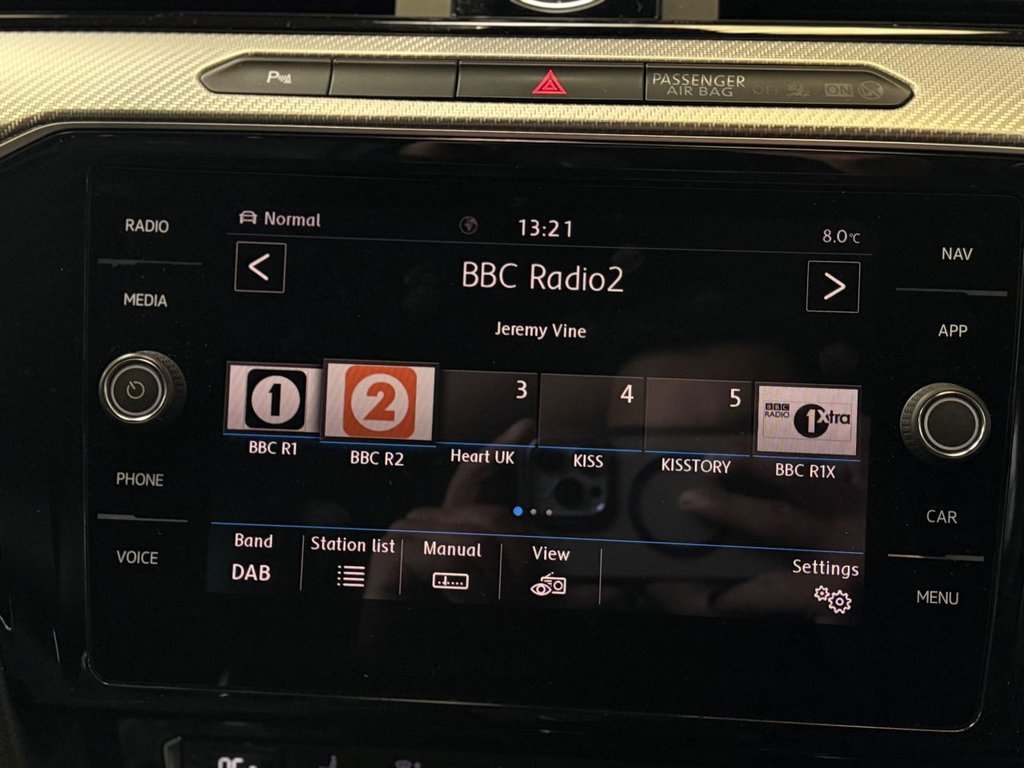 P
PASSENGER
AIR BAG OFF ON
RADIO
MEDIA
PHONE
VOICE
Normal 13:21 8.0°C
< BBC Radio2 >
Jeremy Vine
1 2 3 4 5 BBC RADIO 1Xtra
BBC R1 BBC R2 Heart UK KISS KISSTORY BBC R1X
Band Station list Manual View Settings
DAB
NAV
APP
CAR
MENU